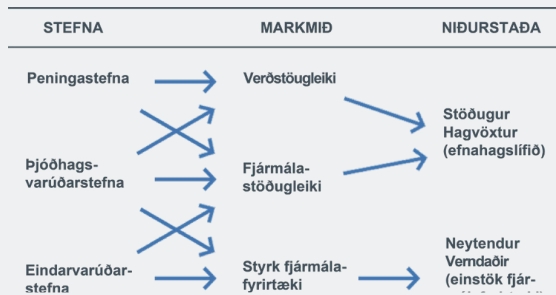 STEFNA
MARKMIÐ
NIÐURSTAÐA
Peningastefna
Verðstöugleiki
Stöðugur
Hagvöxtur
(efnahagslífið)
Þjóðhags-
varúðarstefna
Fjármála-
stöðugleiki
Eindarvarúðar-
stefna
Styrk fjármála-
fyrirtæki
Neytendur
Verndaðir
(einstök fjár-